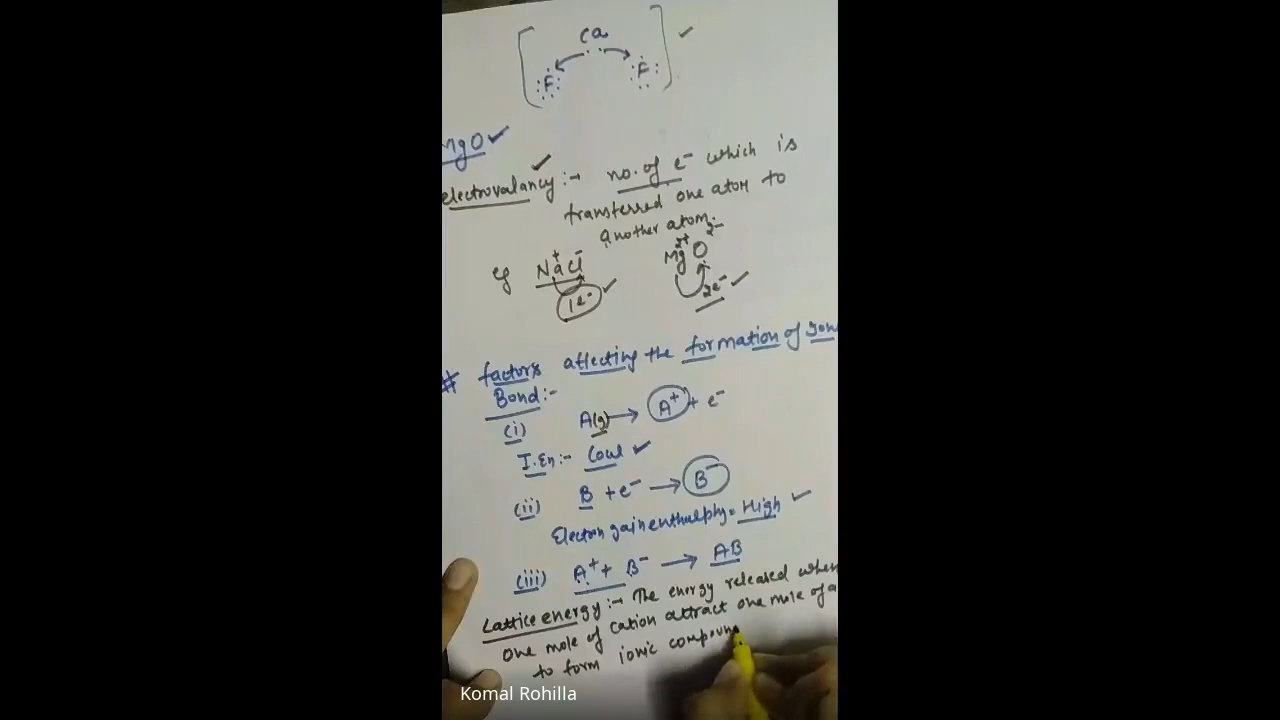 Ca
F F
MgO
electrovalancy:→ no. of e⁻ which is
transferred one atom to
another atom.
eg Na⁺Cl⁻ Mg²⁺O²⁻
1e⁻ 2e⁻
# factors affecting the formation of Ion
Bond:-
(i) A(g) → A⁺ + e⁻
I.En:- Low
(ii) B + e⁻ → B⁻
Electron gain enthalphy = High
(iii) A⁺ + B⁻ → AB
Lattice energy:→ The energy released when
one mole of cation attract one mole of a
to form ionic compoun
Komal Rohilla